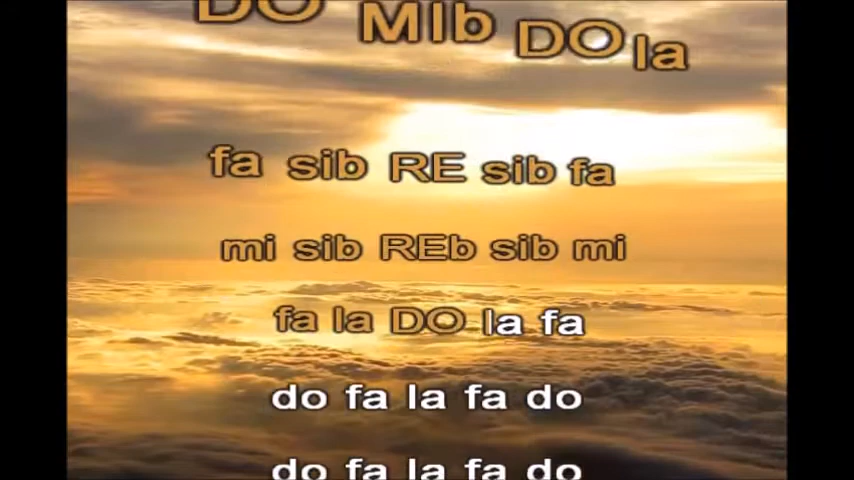 DO MIb DO la
fa sib RE sib fa
mi sib REb sib mi
fa la DO la fa
do fa la fa do
do fa la fa do